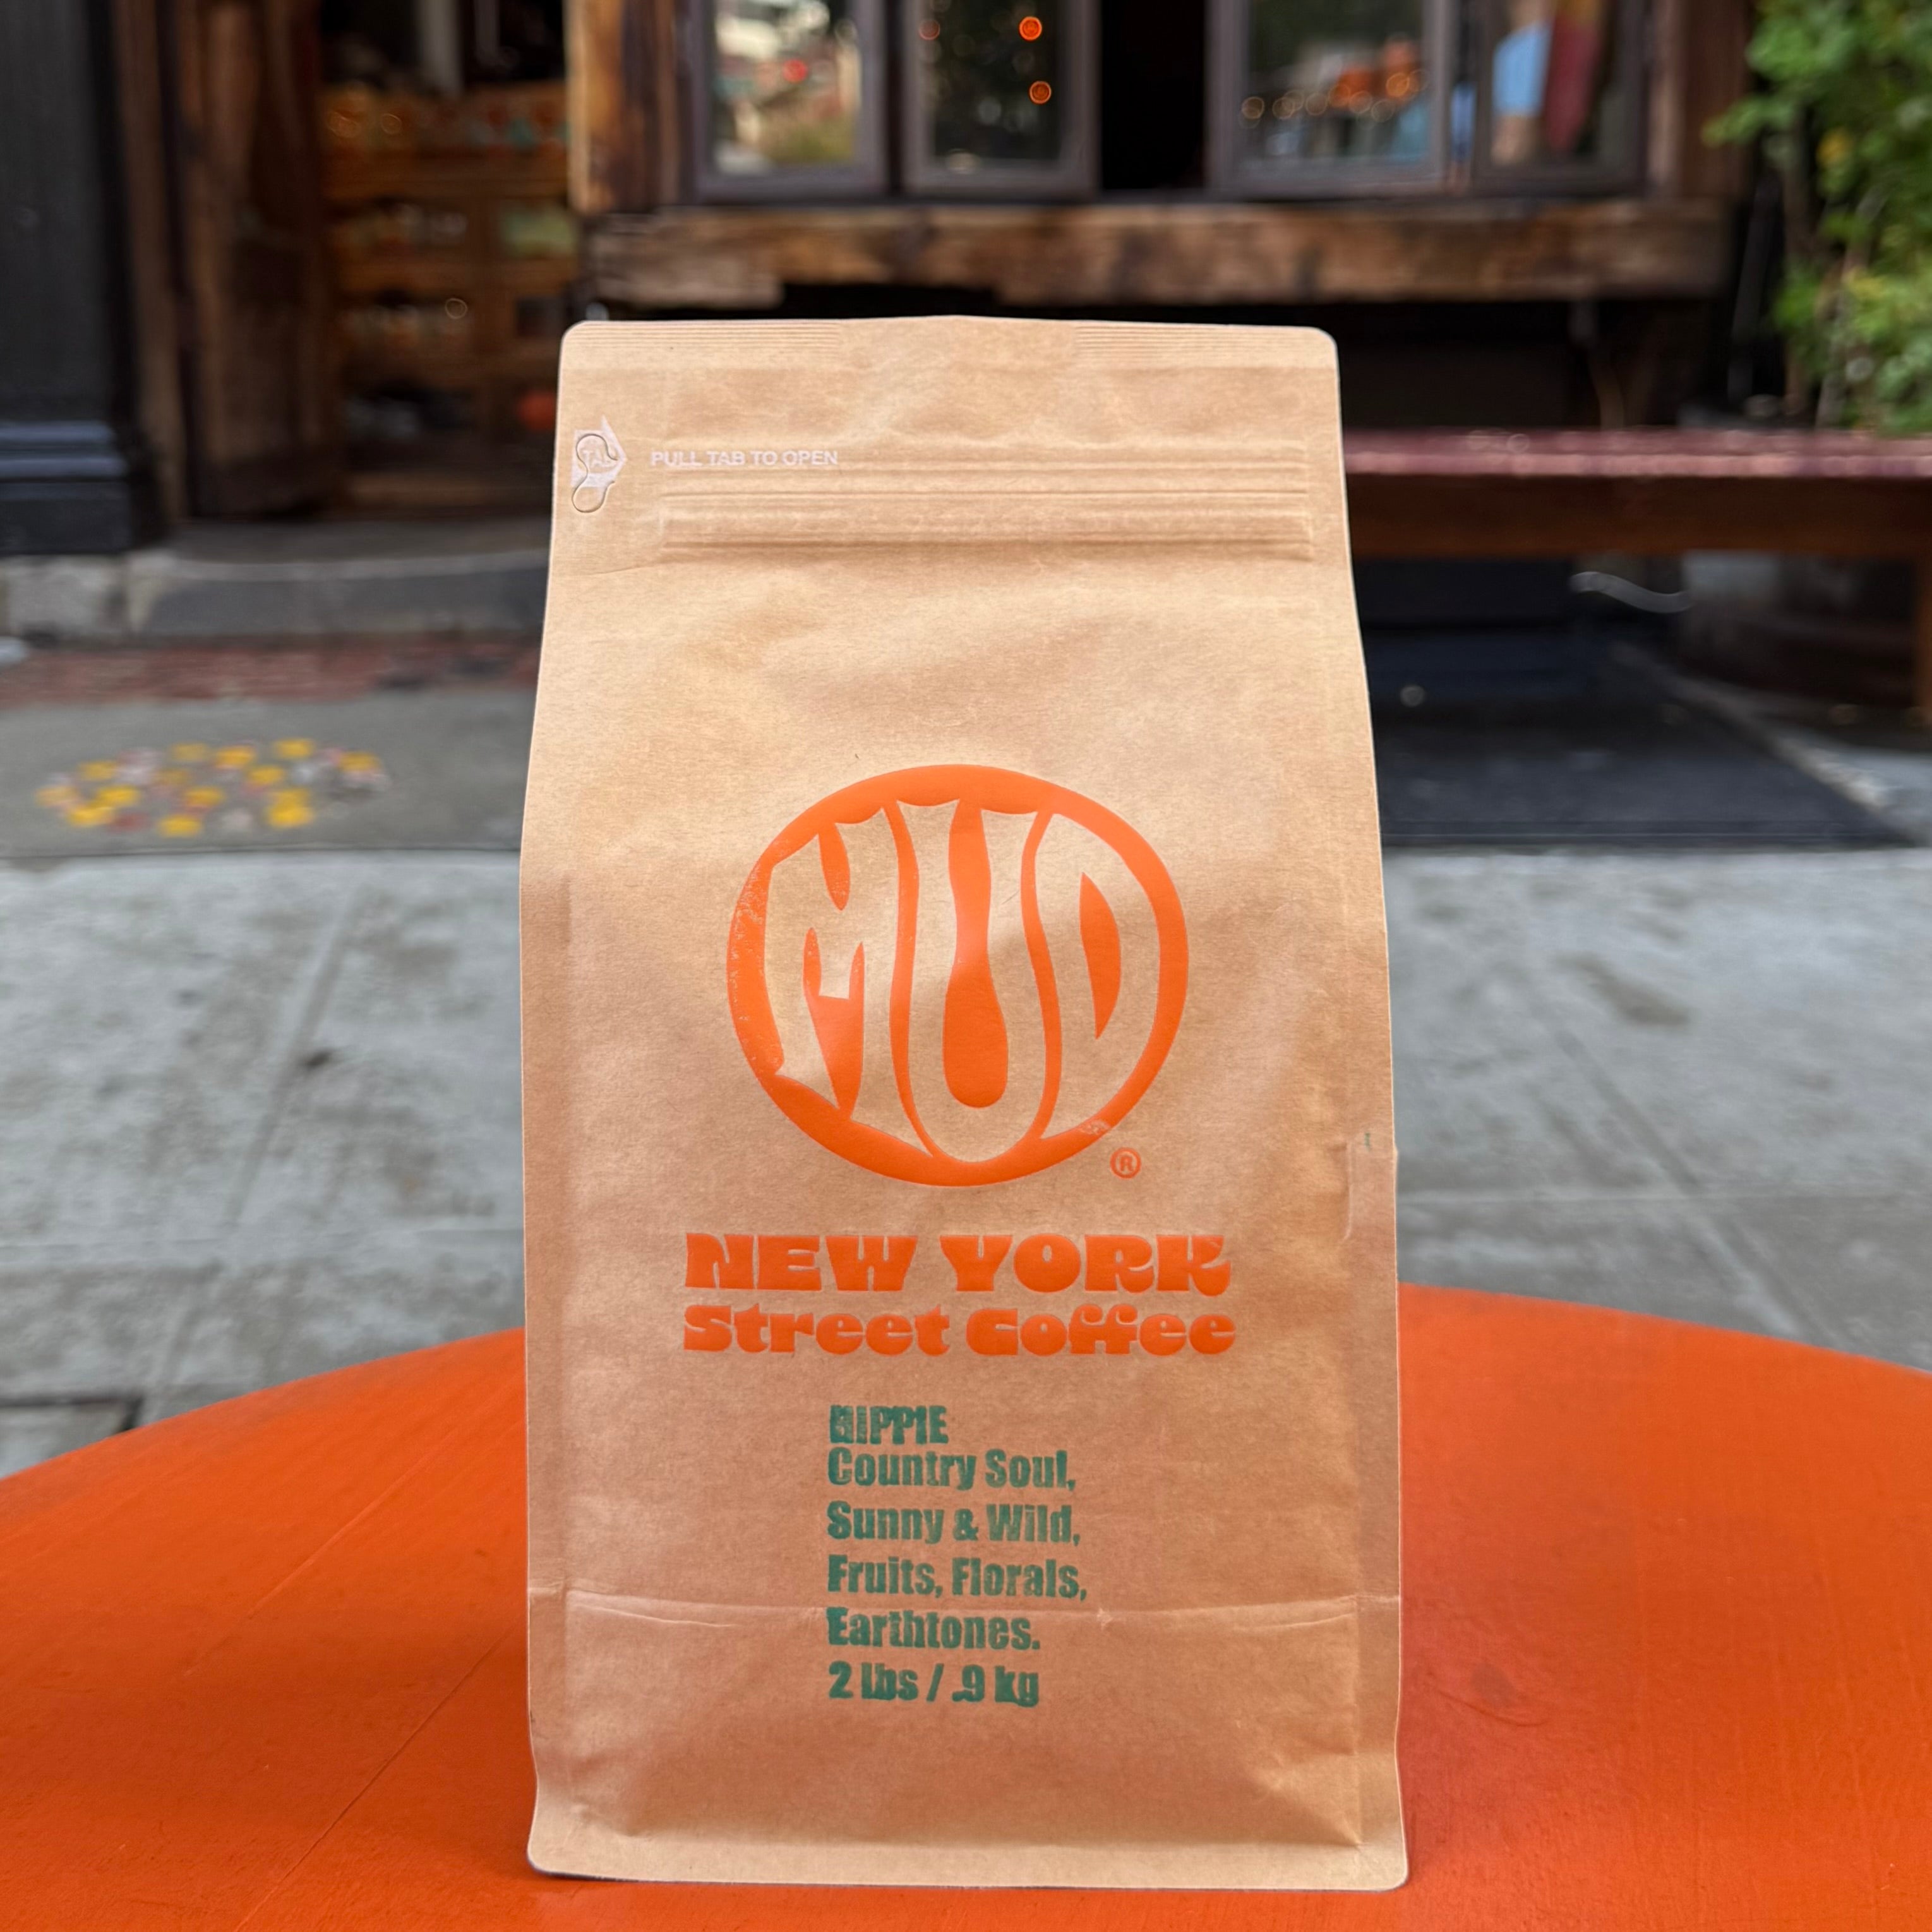 TAB
PULL TAB TO OPEN
MUD
®
NEW YORK
Street Coffee
HIPPIE
Country Soul,
Sunny & Wild,
Fruits, Florals,
Earthtones.
2 lbs / .9 kg